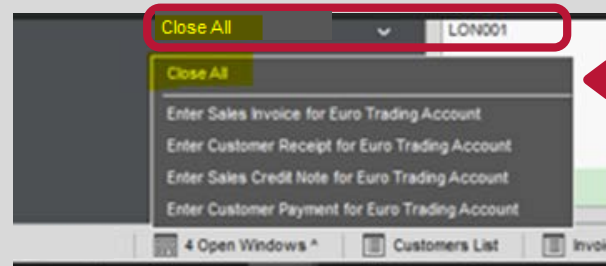 Close All LON001
Close All
Enter Sales Invoice for Euro Trading Account
Enter Customer Receipt for Euro Trading Account
Enter Sales Credit Note for Euro Trading Account
Enter Customer Payment for Euro Trading Account
4 Open Windows ^ Customers List Invoi